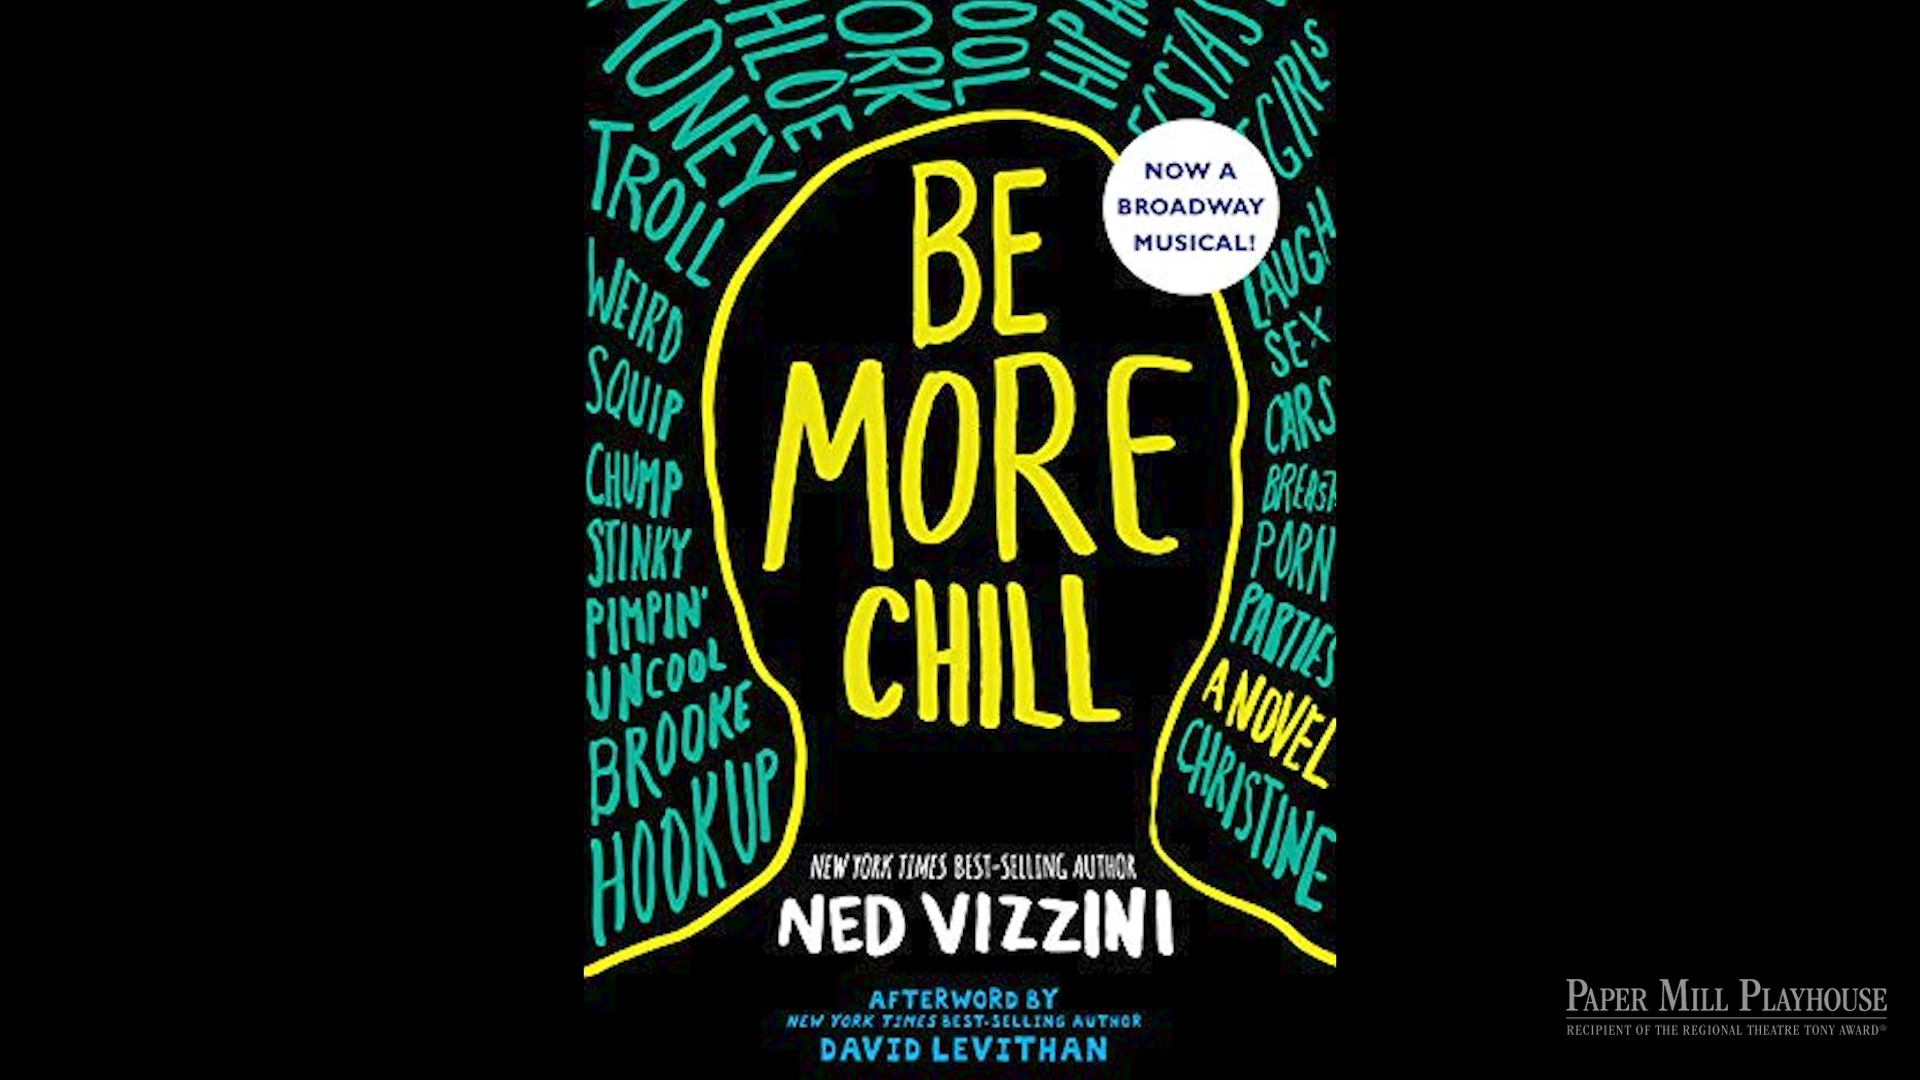 MONEY
CHLOE
HIP
GIRLS
TROLL
WEIRD
SQUIP
CHUMP
STINKY
PIMPIN'
UNCOOL
BROOKE
HOOKUP
BE
MORE
CHILL
NOW A
BROADWAY
MUSICAL!
LAUGH
SEX
CARS
BREAST
PORN
PARTIES
A NOVEL
CHRISTINE
NEW YORK TIMES BEST-SELLING AUTHOR
NED VIZZINI
AFTERWORD BY
NEW YORK TIMES BEST-SELLING AUTHOR
DAVID LEVITHAN
PAPER MILL PLAYHOUSE
RECIPIENT OF THE REGIONAL THEATRE TONY AWARD®